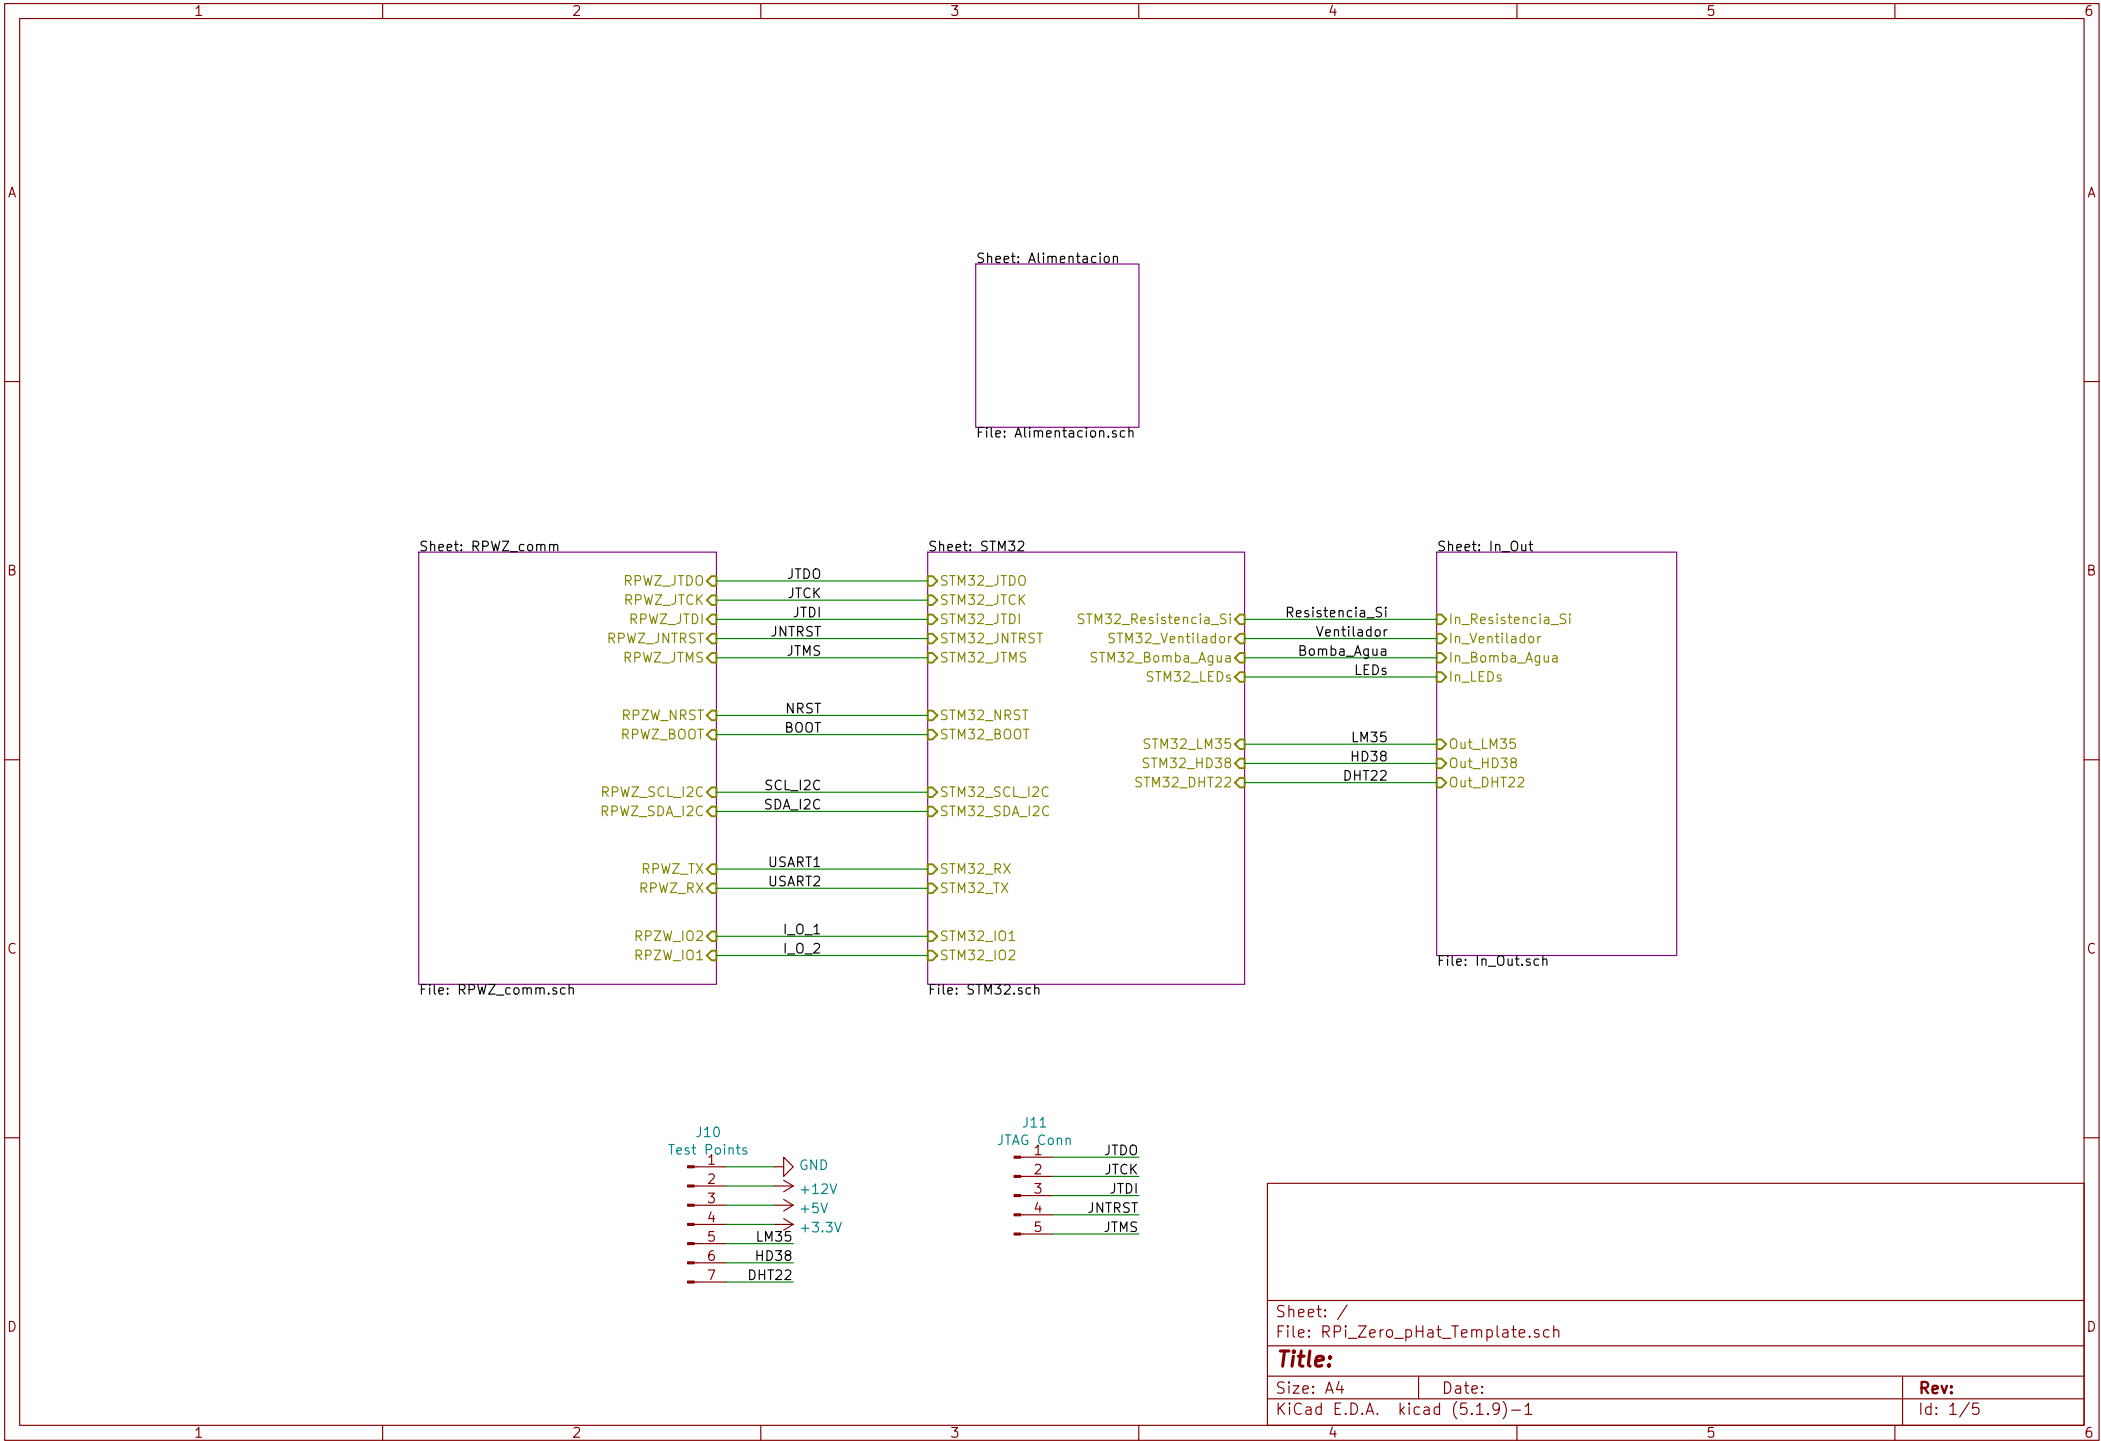 1 2 3 4 5 6
A A
Sheet: Alimentacion
File: Alimentacion.sch
B B
Sheet: RPWZ_comm
RPWZ_JTDO
RPWZ_JTCK
RPWZ_JTDI
RPWZ_JNTRST
RPWZ_JTMS
RPZW_NRST
RPWZ_BOOT
RPWZ_SCL_I2C
RPWZ_SDA_I2C
RPWZ_TX
RPWZ_RX
RPZW_IO2
RPZW_IO1
File: RPWZ_comm.sch
JTDO
JTCK
JTDI
JNTRST
JTMS
NRST
BOOT
SCL_I2C
SDA_I2C
USART1
USART2
I_O_1
I_O_2
Sheet: STM32
STM32_JTDO
STM32_JTCK
STM32_JTDI
STM32_JNTRST
STM32_JTMS
STM32_NRST
STM32_BOOT
STM32_SCL_I2C
STM32_SDA_I2C
STM32_RX
STM32_TX
STM32_IO1
STM32_IO2
STM32_Resistencia_Si
STM32_Ventilador
STM32_Bomba_Agua
STM32_LEDs
STM32_LM35
STM32_HD38
STM32_DHT22
File: STM32.sch
Resistencia_Si
Ventilador
Bomba_Agua
LEDs
LM35
HD38
DHT22
Sheet: In_Out
In_Resistencia_Si
In_Ventilador
In_Bomba_Agua
In_LEDs
Out_LM35
Out_HD38
Out_DHT22
File: In_Out.sch
C C
J10
Test Points
1 GND
2 +12V
3 +5V
4 +3.3V
5 LM35
6 HD38
7 DHT22
J11
JTAG Conn
1 JTDO
2 JTCK
3 JTDI
4 JNTRST
5 JTMS
D D
Sheet: /
File: RPi_Zero_pHat_Template.sch
Title:
Size: A4 Date: Rev:
KiCad E.D.A. kicad (5.1.9)-1 Id: 1/5
1 2 3 4 5 6